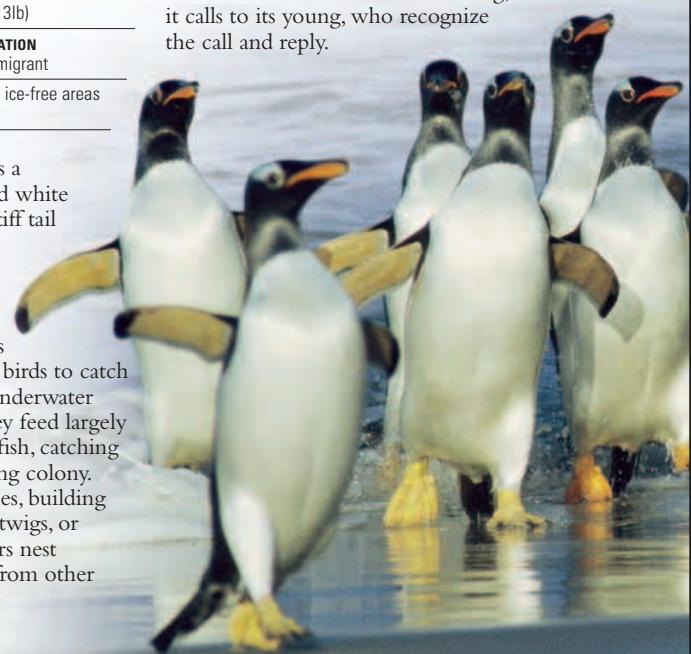 3lb)
ATION
migrant
ice-free areas
s a
d white
tiff tail
s
birds to catch
nderwater
ey feed largely
fish, catching
ng colony.
es, building
twigs, or
rs nest
from other
it calls to its young, who recognize
the call and reply.